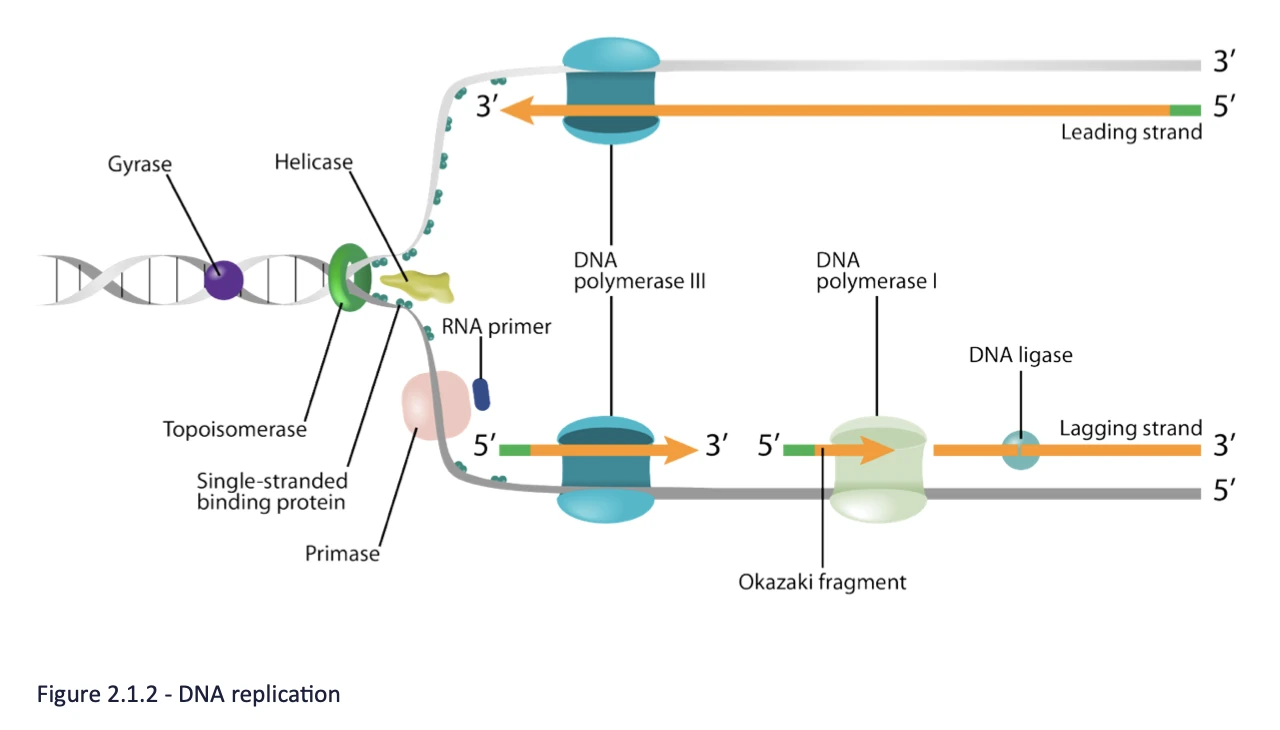 3′
3′
5′
Leading strand
Gyrase
Helicase
DNA
polymerase III
DNA
polymerase I
RNA primer
DNA ligase
Topoisomerase
Lagging strand
5′
3′
5′
3′
Single-stranded
binding protein
5′
Primase
Okazaki fragment
Figure 2.1.2 - DNA replication